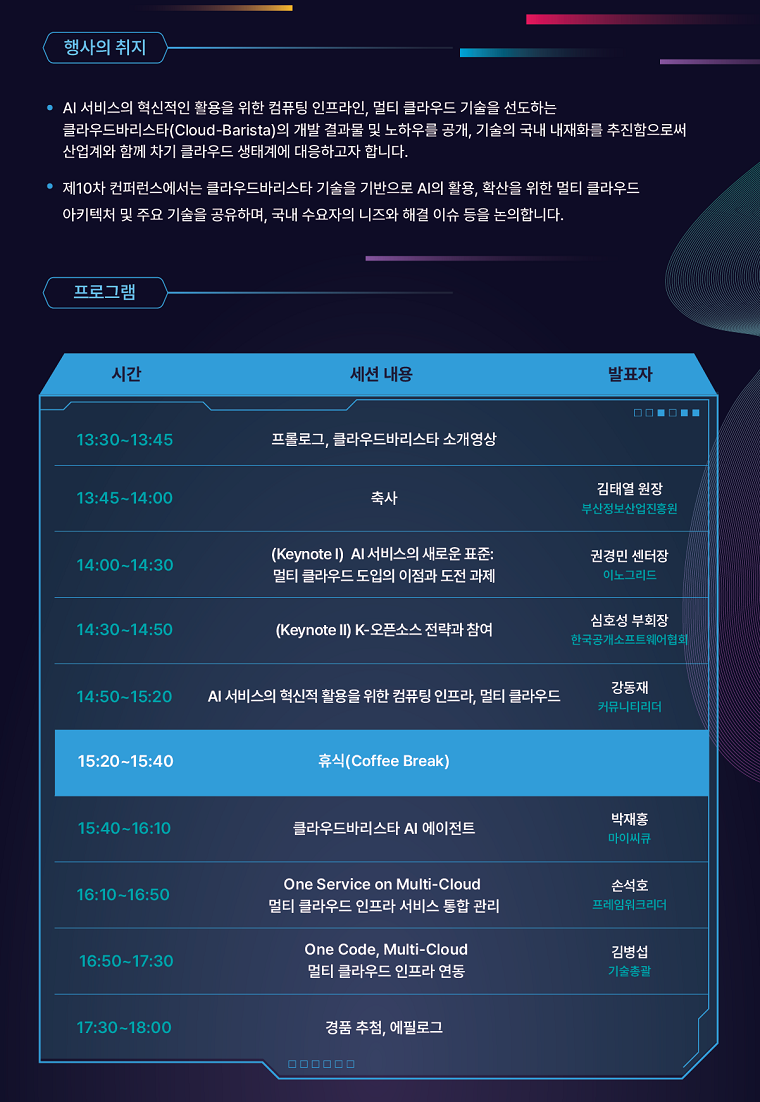 행사의 취지
AI 서비스의 혁신적인 활용을 위한 컴퓨팅 인프라인, 멀티 클라우드 기술을 선도하는
클라우드바리스타(Cloud-Barista)의 개발 결과물 및 노하우를 공개, 기술의 국내 내재화를 추진함으로써
산업계와 함께 차기 클라우드 생태계에 대응하고자 합니다.
제10차 컨퍼런스에서는 클라우드바리스타 기술을 기반으로 AI의 활용, 확산을 위한 멀티 클라우드
아키텍처 및 주요 기술을 공유하며, 국내 수요자의 니즈와 해결 이슈 등을 논의합니다.
프로그램
시간 세션 내용 발표자
13:30~13:45 프롤로그, 클라우드바리스타 소개영상
13:45~14:00 축사 김태열 원장
부산정보산업진흥원
14:00~14:30 (Keynote I) AI 서비스의 새로운 표준:
멀티 클라우드 도입의 이점과 도전 과제
권경민 센터장
이노그리드
14:30~14:50 (Keynote II) K-오픈소스 전략과 참여 심호성 부회장
한국공개소프트웨어협회
14:50~15:20 AI 서비스의 혁신적 활용을 위한 컴퓨팅 인프라, 멀티 클라우드 강동재
커뮤니티리더
15:20~15:40 휴식(Coffee Break)
15:40~16:10 클라우드바리스타 AI 에이전트 박재홍
마이씨큐
16:10~16:50 One Service on Multi-Cloud
멀티 클라우드 인프라 서비스 통합 관리
손석호
프레임워크리더
16:50~17:30 One Code, Multi-Cloud
멀티 클라우드 인프라 연동
김병섭
기술총괄
17:30~18:00 경품 추첨, 에필로그